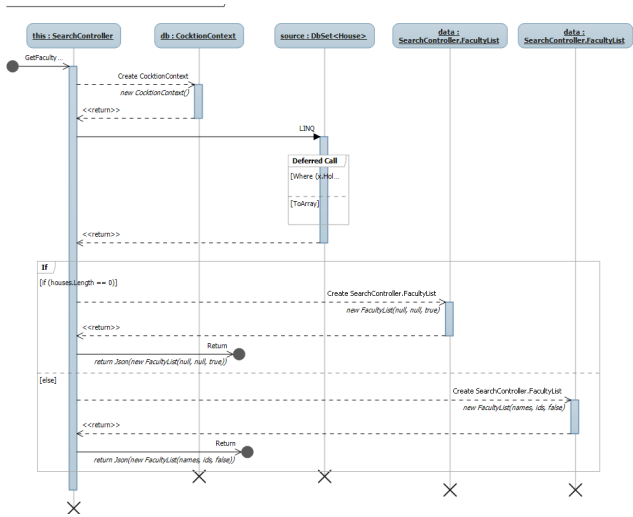 this : SearchController
db : CocktionContext
source : DbSet<House>
data :
SearchController.FacultyList
data :
SearchController.FacultyList
GetFaculty...
Create CocktionContext
new CocktionContext()
<<return>>
LINQ
Deferred Call
[Where (x.Hol...
[ToArray]
<<return>>
If
[if (houses.Length == 0)]
Create SearchController.FacultyList
new FacultyList(null, null, true)
<<return>>
Return
return Json(new FacultyList(null, null, true))
[else]
Create SearchController.FacultyList
new FacultyList(names, ids, false)
<<return>>
Return
return Json(new FacultyList(names, ids, false))